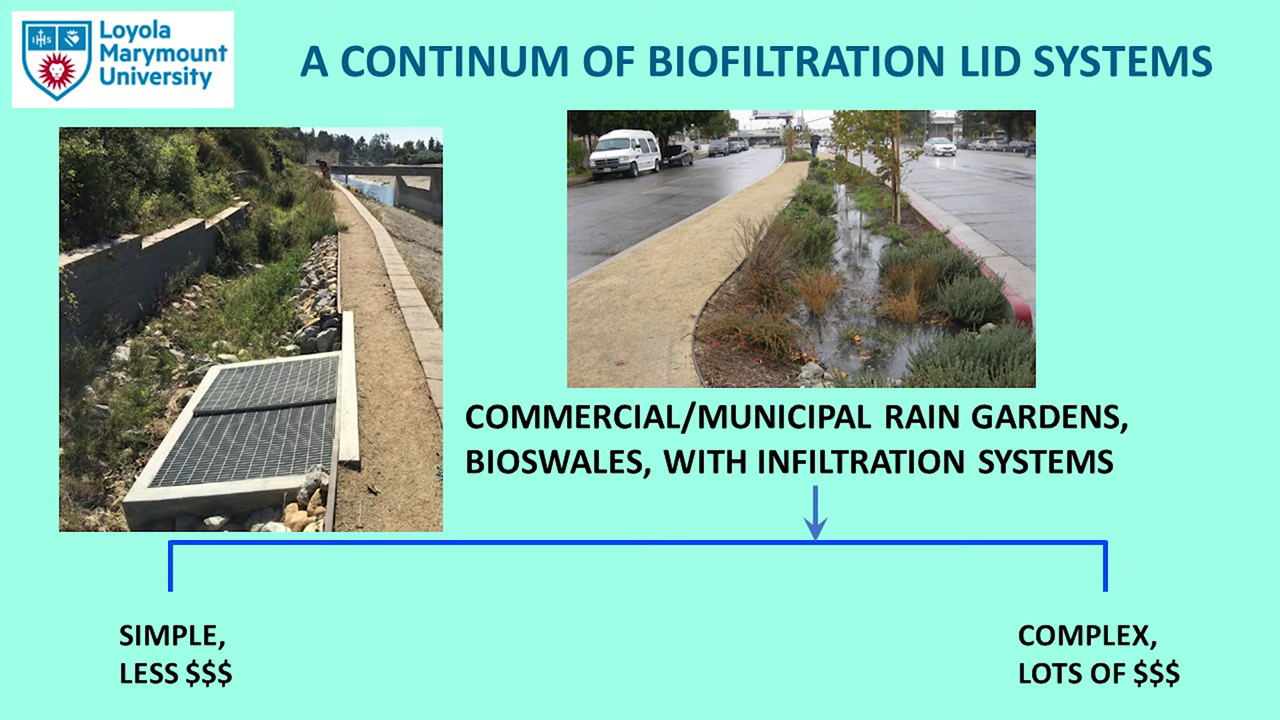 Loyola
Marymount
University
A CONTINUUM OF BIOFILTRATION LID SYSTEMS
COMMERCIAL/MUNICIPAL RAIN GARDENS,
BIOSWALES, WITH INFILTRATION SYSTEMS
SIMPLE,
LESS $$$
COMPLEX,
LOTS OF $$$